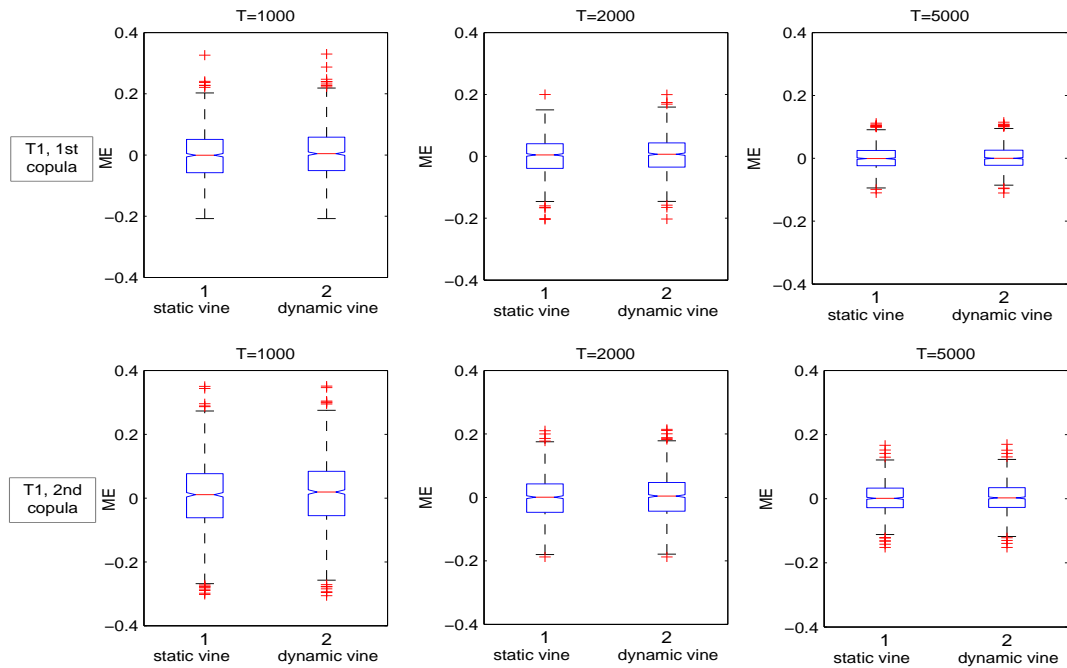 T=1000
T=2000
T=5000
T1, 1st
copula
ME
0.4
0.2
0
−0.2
−0.4
1
static vine
2
dynamic vine
ME
0.4
0.2
0
−0.2
−0.4
1
static vine
2
dynamic vine
ME
0.4
0.2
0
−0.2
−0.4
1
static vine
2
dynamic vine
T=1000
T=2000
T=5000
T1, 2nd
copula
ME
0.4
0.2
0
−0.2
−0.4
1
static vine
2
dynamic vine
ME
0.4
0.2
0
−0.2
−0.4
1
static vine
2
dynamic vine
ME
0.4
0.2
0
−0.2
−0.4
1
static vine
2
dynamic vine